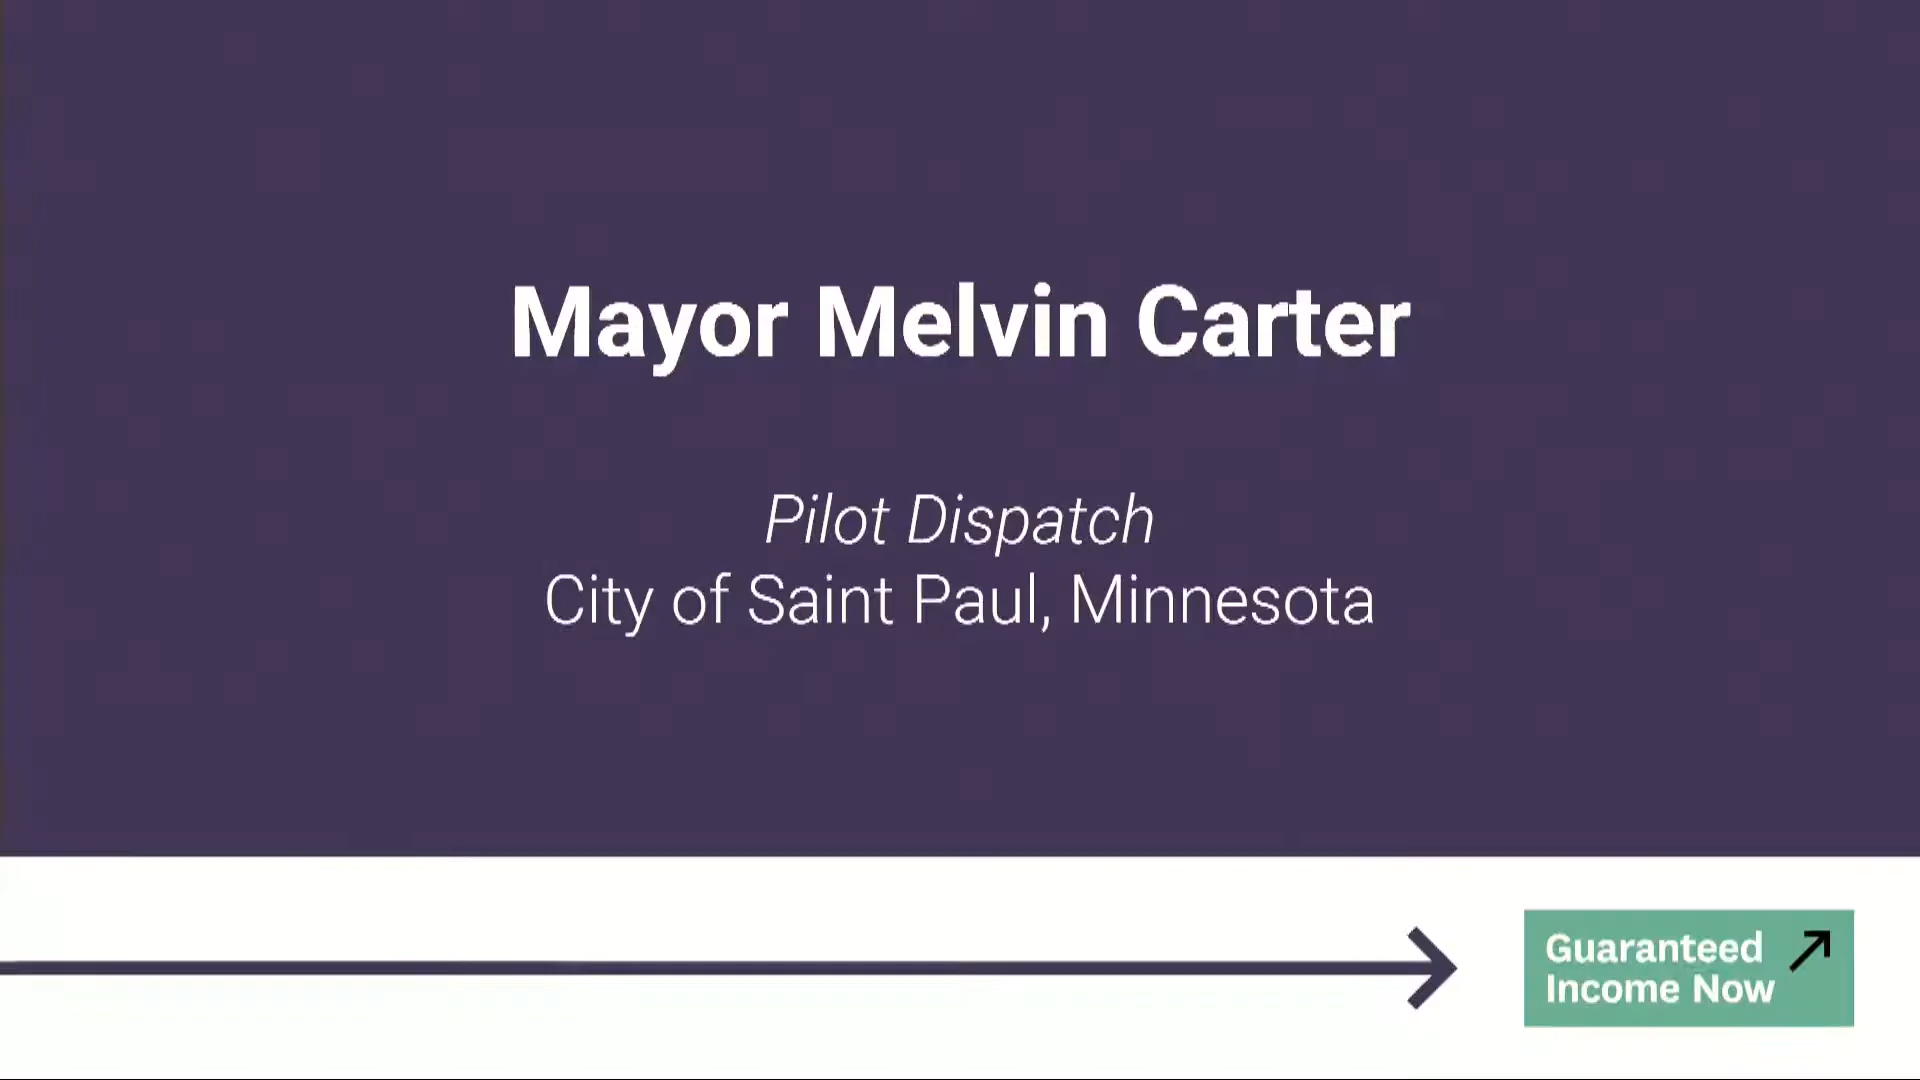 Mayor Melvin Carter
Pilot Dispatch
City of Saint Paul, Minnesota
Guaranteed
Income Now